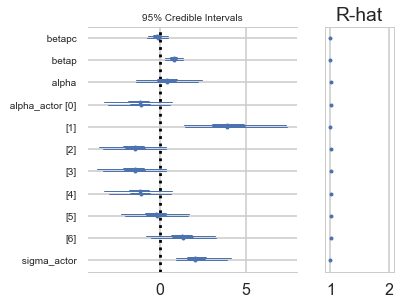 95% Credible Intervals
R-hat
betapc
betap
alpha
alpha_actor [0]
[1]
[2]
[3]
[4]
[5]
[6]
sigma_actor
0 5
1 2